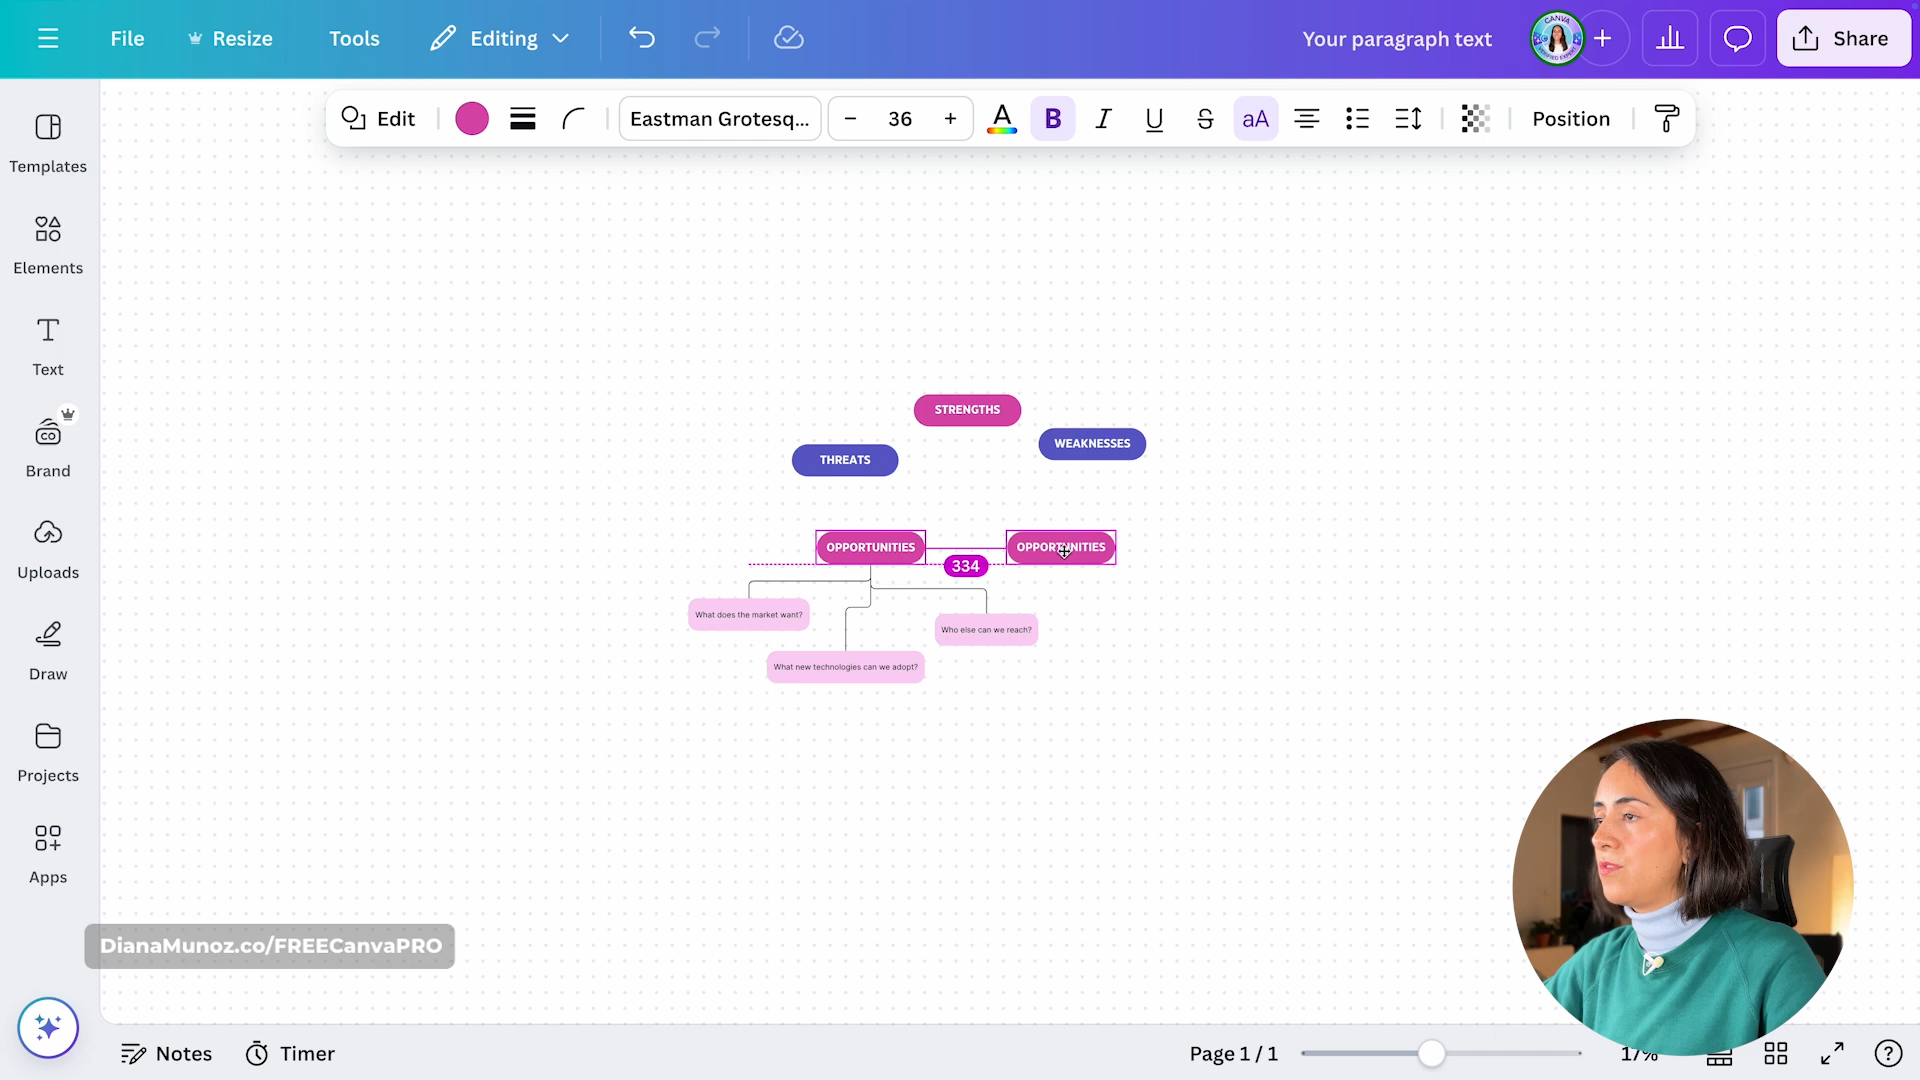 File
Resize
Tools
Editing
Your paragraph text
Share
Edit
Eastman Grotesq...
− 36 +
A
B
I
U
S
aA
Position
Templates
Elements
Text
Brand
Uploads
Draw
Projects
Apps
STRENGTHS
WEAKNESSES
THREATS
OPPORTUNITIES
OPPORTUNITIES
334
What does the market want?
Who else can we reach?
What new technologies can we adopt?
DianaMunoz.co/FREECanvaPRO
Notes
Timer
Page 1 / 1
17%